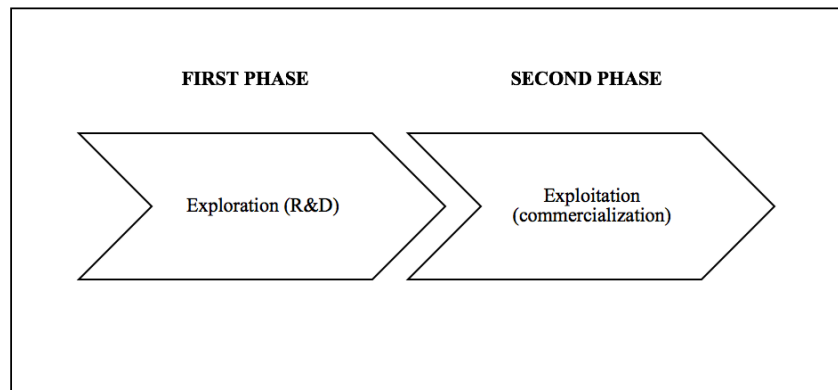 FIRST PHASE
SECOND PHASE
Exploration (R&D)
Exploitation
(commercialization)